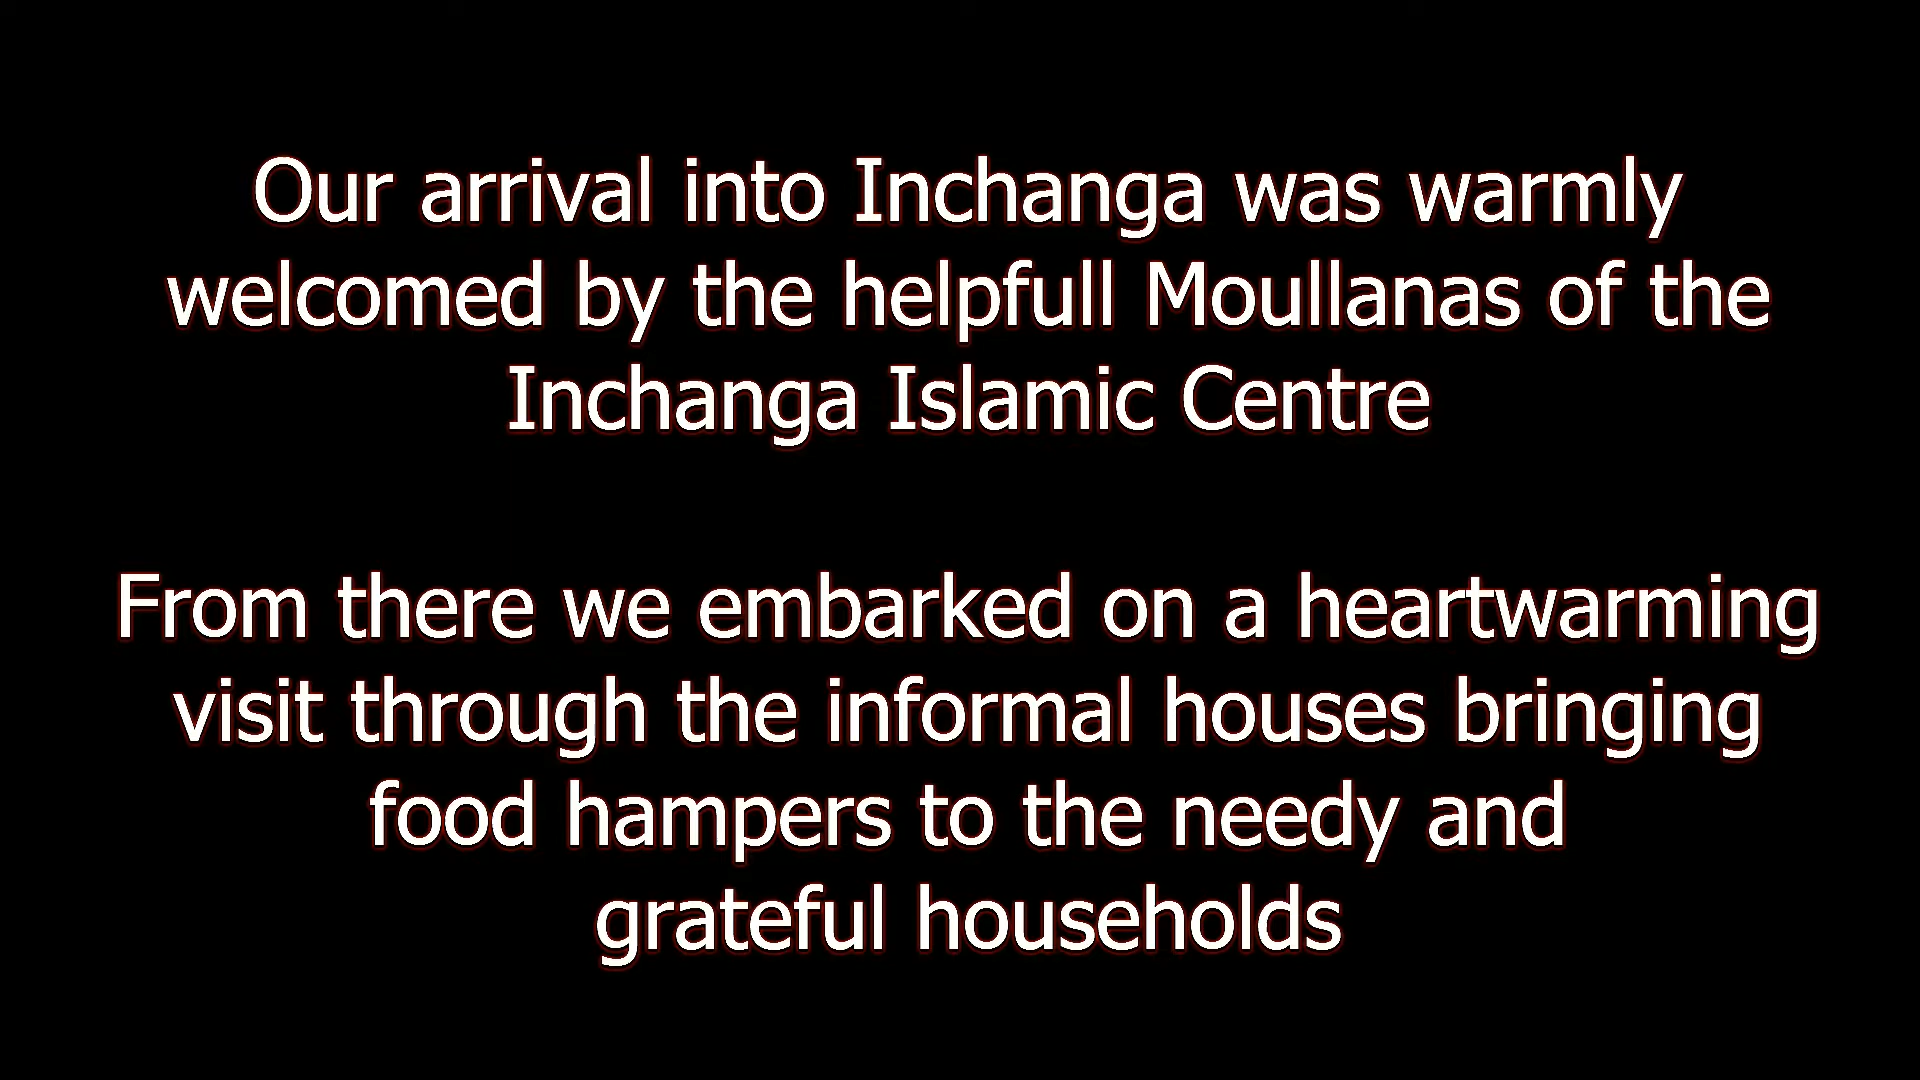 Our arrival into Inchanga was warmly
welcomed by the helpfull Moullanas of the
Inchanga Islamic Centre
From there we embarked on a heartwarming
visit through the informal houses bringing
food hampers to the needy and
grateful households